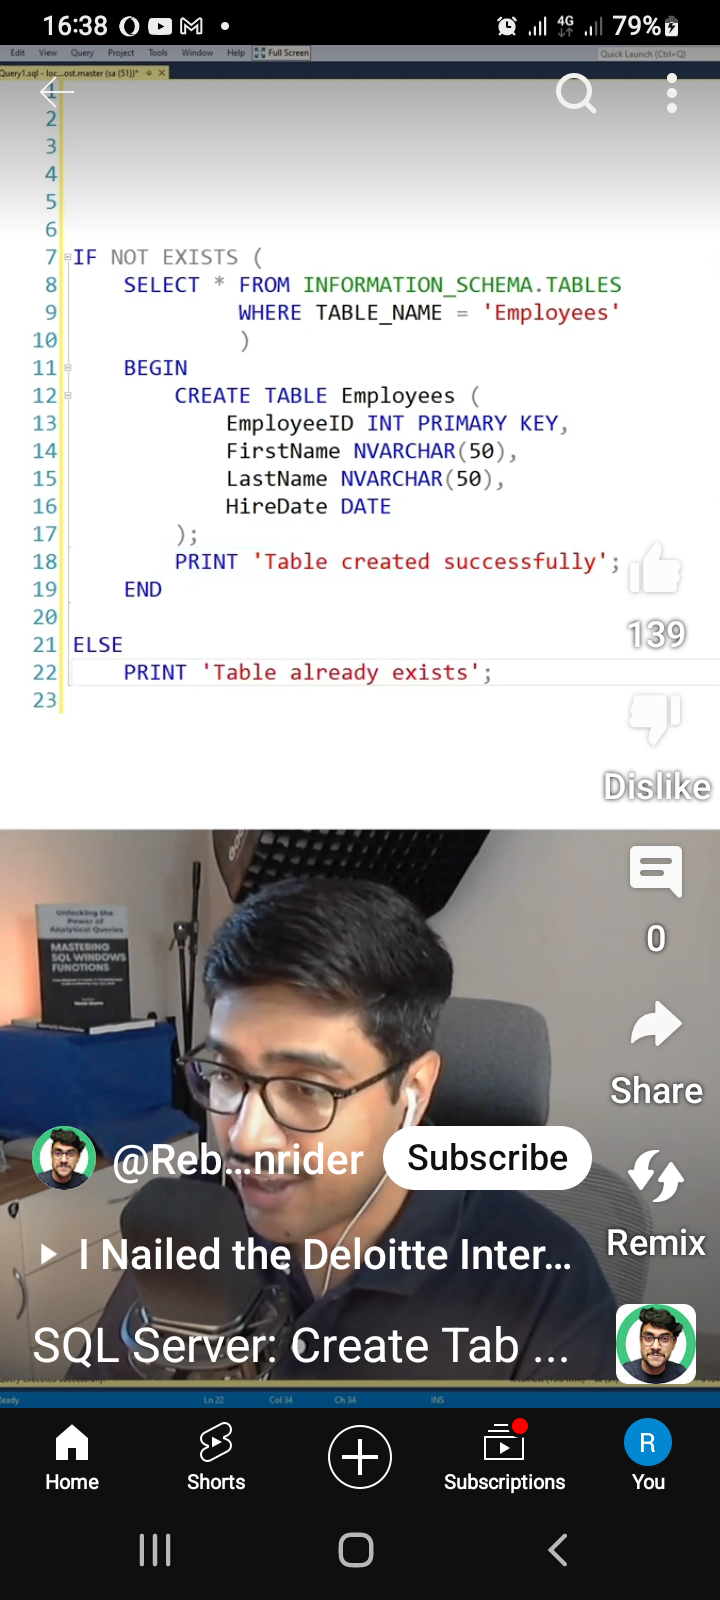 16:38
4G
79%
Edit View Query Project Tools Window Help Full Screen
Quick Launch (Ctrl+Q)
Query1.sql - loc...ost.master (sa (51))*
1
2
3
4
5
6
7 IF NOT EXISTS (
8 SELECT * FROM INFORMATION_SCHEMA.TABLES
9 WHERE TABLE_NAME = 'Employees'
10 )
11 BEGIN
12 CREATE TABLE Employees (
13 EmployeeID INT PRIMARY KEY,
14 FirstName NVARCHAR(50),
15 LastName NVARCHAR(50),
16 HireDate DATE
17 );
18 PRINT 'Table created successfully';
19 END
20
21 ELSE
22 PRINT 'Table already exists';
23
139
Dislike
0
Share
Remix
Unlocking the
Power of
Analytical Queries
MASTERING
SQL WINDOWS
FUNCTIONS
@Reb...nrider Subscribe
I Nailed the Deloitte Inter...
SQL Server: Create Tab ...
Ln 22 Col 34 Ch 34 INS
Home Shorts Subscriptions You
R